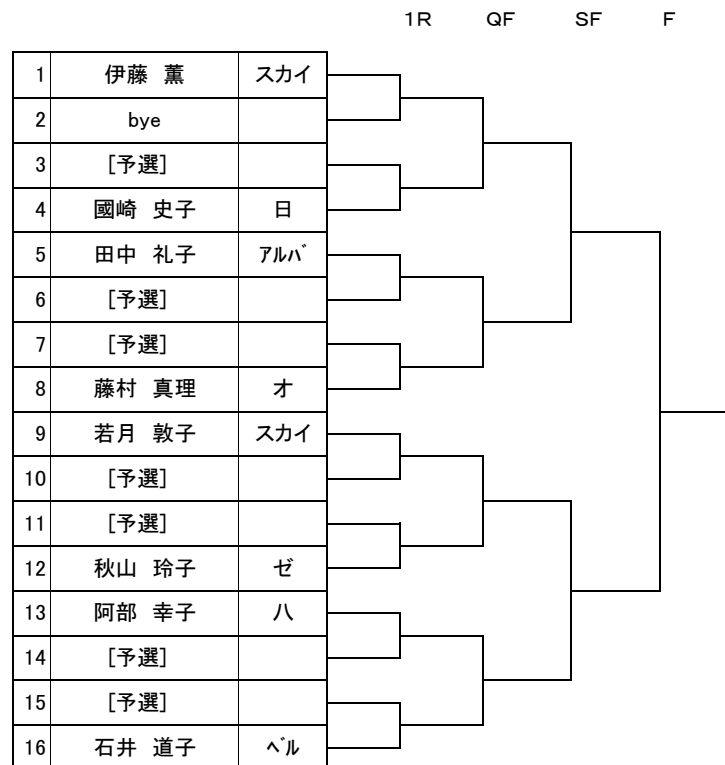 1R QF SF F
1 伊藤 薫 スカイ
2 bye
3 [予選]
4 國崎 史子 日
5 田中 礼子 ｱﾙﾊﾞ
6 [予選]
7 [予選]
8 藤村 真理 オ
9 若月 敦子 スカイ
10 [予選]
11 [予選]
12 秋山 玲子 ゼ
13 阿部 幸子 八
14 [予選]
15 [予選]
16 石井 道子 ﾍﾞﾙ